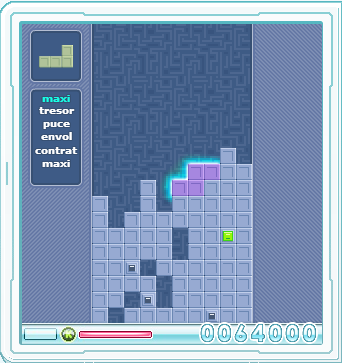 maxi
tresor
puce
envol
contrat
maxi
0064000